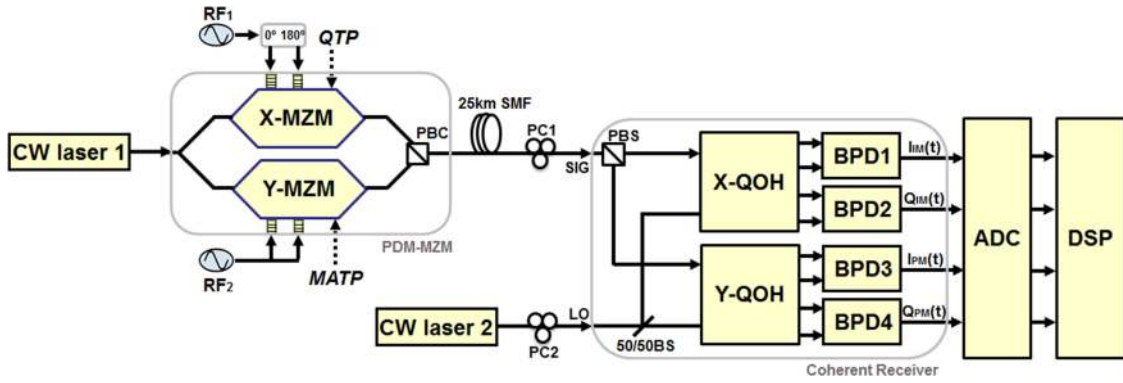 RF1
0º 180º
QTP
X-MZM
CW laser 1
Y-MZM
PBC
PDM-MZM
RF2
MATP
25km SMF
PC1
SIG
PBS
X-QOH
Y-QOH
BPD1
BPD2
BPD3
BPD4
IIM(t)
QIM(t)
IPM(t)
QPM(t)
ADC
DSP
CW laser 2
PC2
LO
50/50BS
Coherent Receiver